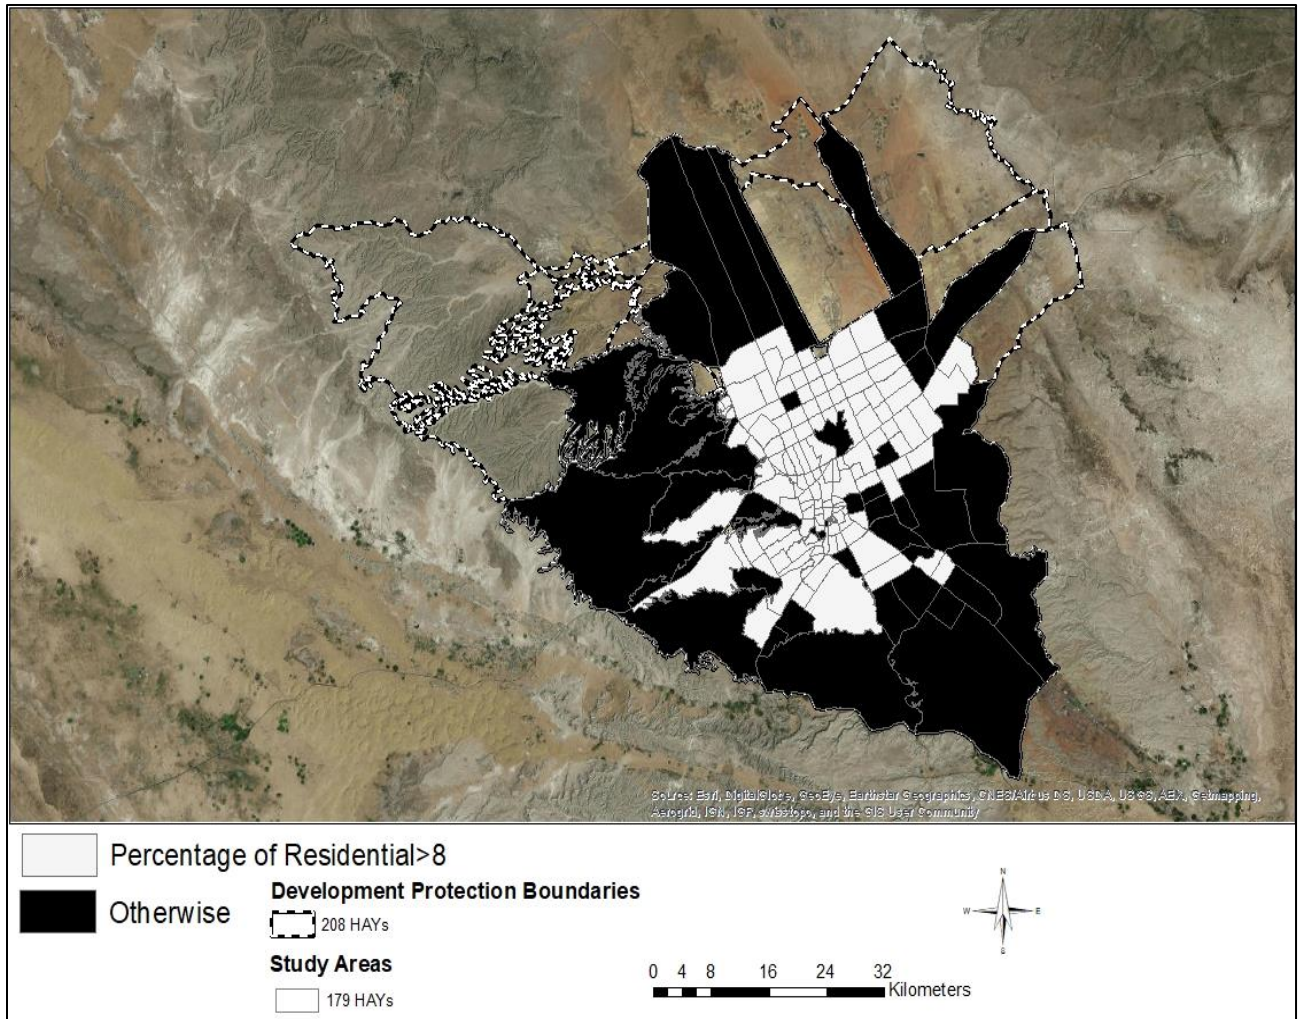 Source: Esri, DigitalGlobe, GeoEye, Earthstar Geographics, CNES/Airbus DS, USDA, USGS, AEX, Getmapping,
Aerogrid, IGN, IGP, swisstopo, and the GIS User Community
Percentage of Residential>8
Otherwise
Development Protection Boundaries
208 HAYs
Study Areas
179 HAYs
N
W E
S
0 4 8 16 24 32
Kilometers